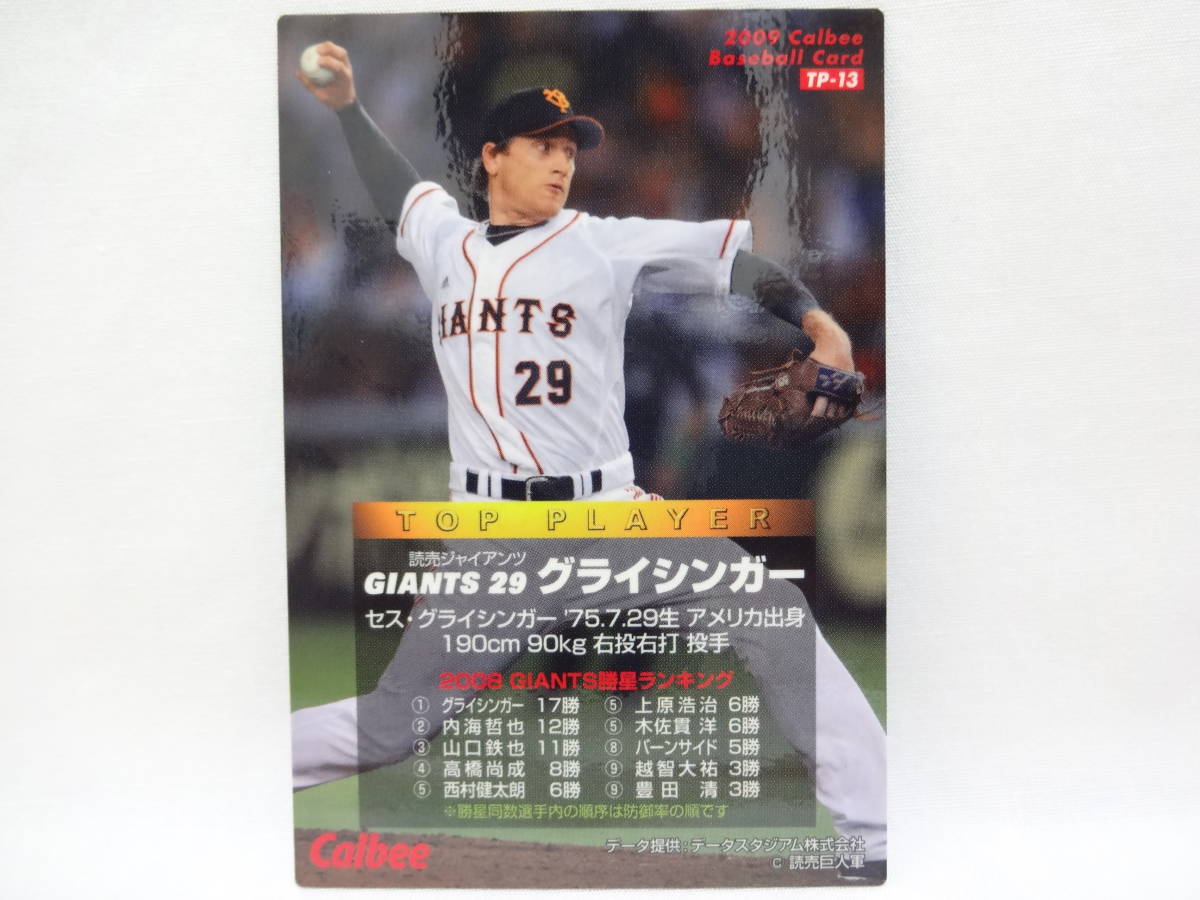 2009 Calbee
Baseball Card
TP-13
IANTS
29
TOP PLAYER
読売ジャイアンツ
GIANTS 29 グライシンガー
セス・グライシンガー '75.7.29生 アメリカ出身
190cm 90kg 右投右打 投手
2008 GIANTS勝星ランキング
① グライシンガー 17勝
② 内海哲也 12勝
③ 山口鉄也 11勝
④ 高橋尚成 8勝
⑤ 西村健太朗 6勝
⑤ 上原浩治 6勝
⑤ 木佐貫洋 6勝
⑧ バーンサイド 5勝
⑨ 越智大祐 3勝
⑨ 豊田清 3勝
※勝星同数選手内の順序は防御率の順です
Calbee
データ提供：データスタジアム株式会社
C 読売巨人軍